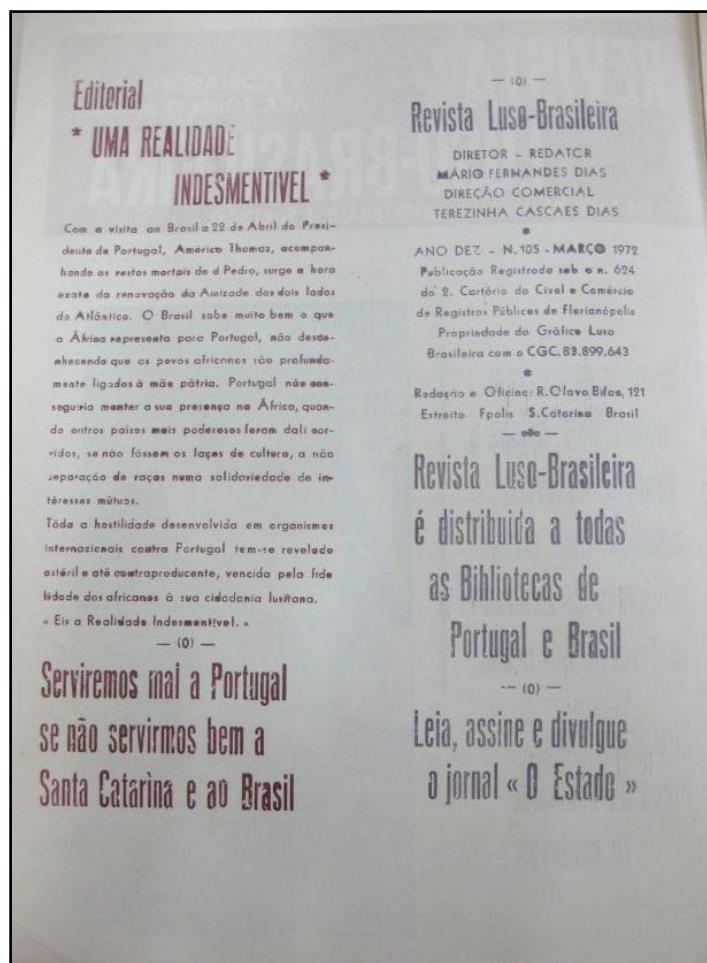 Editorial
* UMA REALIDADE
INDESMENTIVEL *
Com a visita ao Brasil a 22 de Abril do Presi-
dente de Portugal, Américo Thomaz, acompan-
hando os restos mortais de d Pedro, surge a hora
exata da renovação da Amizade dos dois lados
do Atlântico. O Brasil sabe muito bem o que
a África representa para Portugal, não desco-
nhecendo que os povos africanos são profunda-
mente ligados à mãe pátria. Portugal não con-
seguiria manter a sua presença na África, quan-
do outros países mais poderosos foram dali cor-
ridos, se não fôssem os laços de cultura, a não
separação de raças numa solidariedade de in-
terêsses mútuos.
Tôda a hostilidade desenvolvida em organismos
internacionais contra Portugal tem-se revelado
estéril e até contraproducente, vencida pela fide
lidade dos africanos à sua cidadania lusitana.
« Eis a Realidade Indesmentível. «
— (0) —
Serviremos mal a Portugal
se não servirmos bem a
Santa Catarina e ao Brasil
— (0) —
Revista Luso-Brasileira
DIRETOR - REDATOR
MÁRIO FERNANDES DIAS
DIREÇÃO COMERCIAL
TEREZINHA CASCAES DIAS
*
ANO DEZ - N. 105 - MARÇO 1972
Publicação Registrada sob o n. 624
do 2. Cartório do Civel e Comércio
de Registros Públicos de Florianópolis
Propriedade da Gráfica Luso
Brasileira com o CGC. 83.899.643
*
Redação e Oficina: R. Olavo Bilac, 121
Estreito Fpolis S. Catarina Brasil
— o0o —
Revista Luso-Brasileira
é distribuida a todas
as Bibliotecas de
Portugal e Brasil
-- (0) —
Leia, assine e divulgue
o jornal « O Estado »